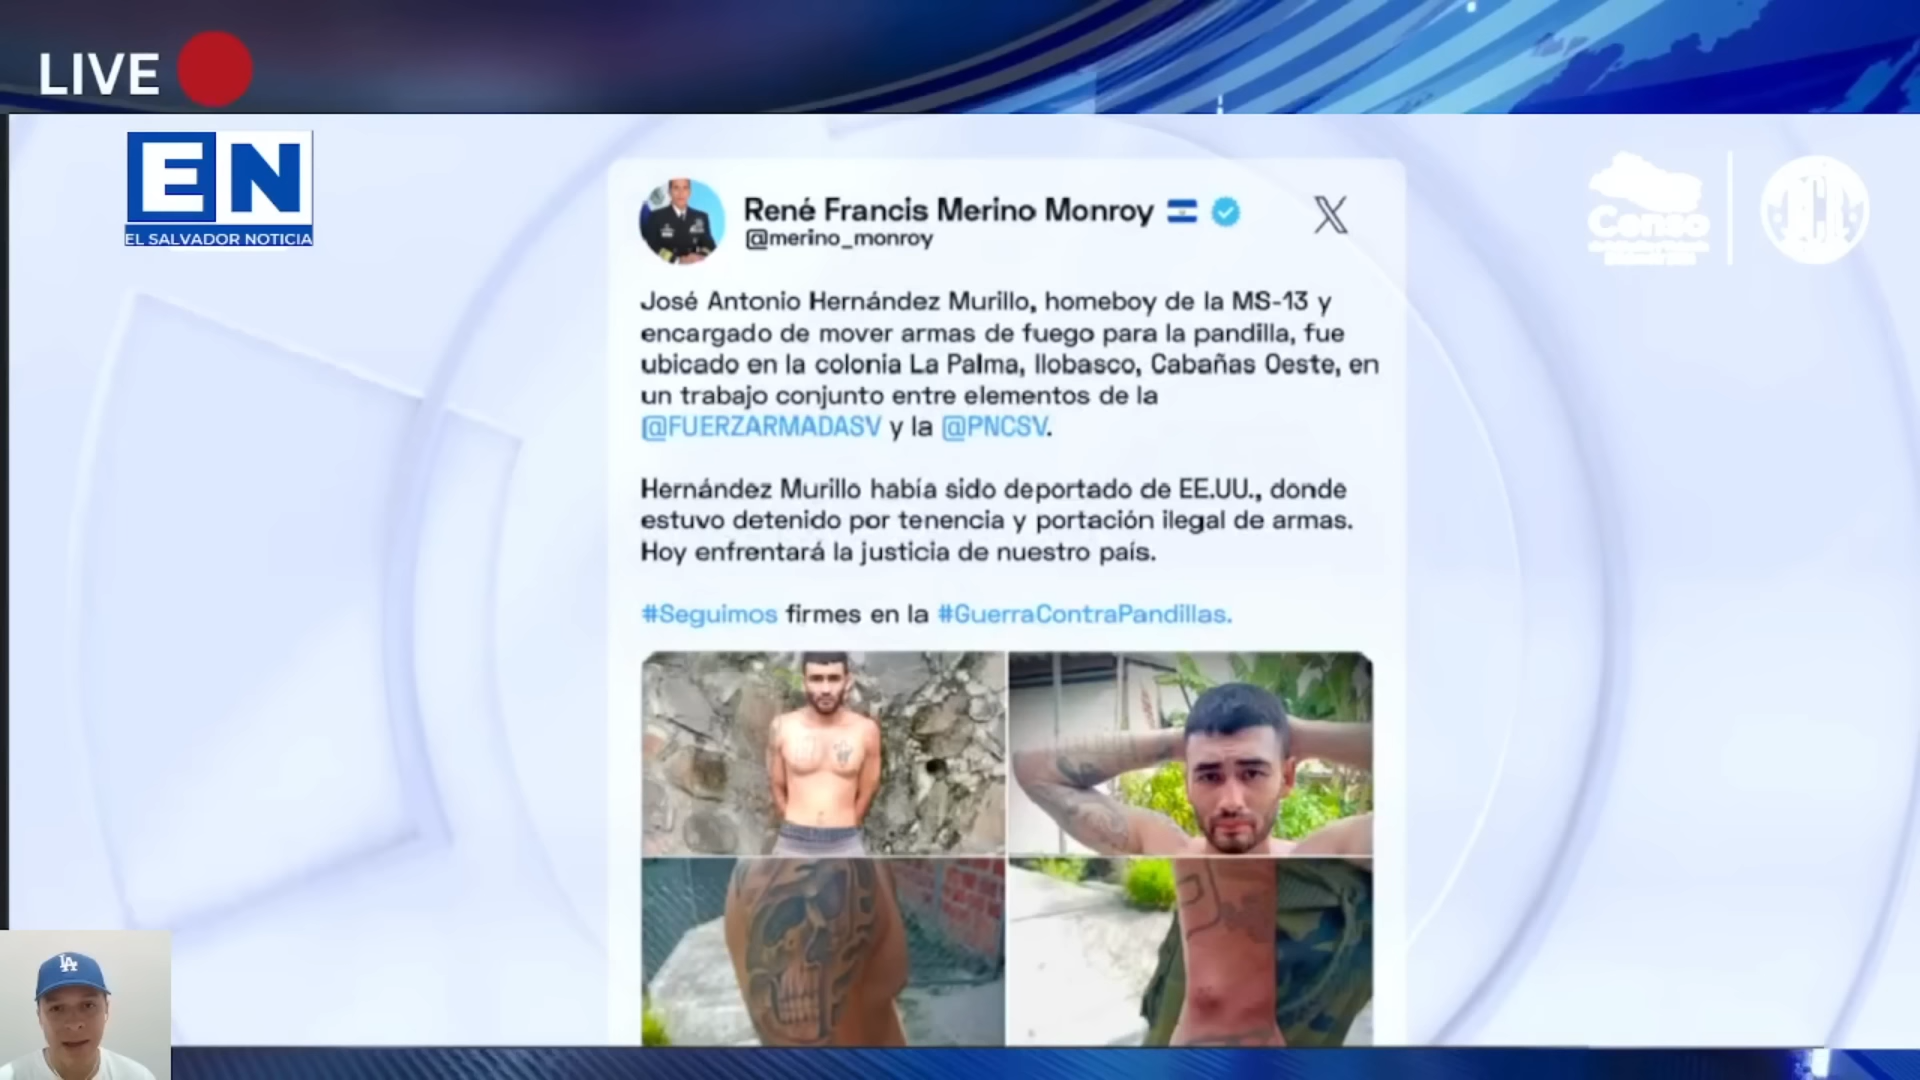 LIVE
EN
EL SALVADOR NOTICIA
Censo
René Francis Merino Monroy
@merino_monroy
José Antonio Hernández Murillo, homeboy de la MS-13 y
encargado de mover armas de fuego para la pandilla, fue
ubicado en la colonia La Palma, Ilobasco, Cabañas Oeste, en
un trabajo conjunto entre elementos de la
@FUERZARMADASV y la @PNCSV.
Hernández Murillo había sido deportado de EE.UU., donde
estuvo detenido por tenencia y portación ilegal de armas.
Hoy enfrentará la justicia de nuestro país.
#Seguimos firmes en la #GuerraContraPandillas.
LA